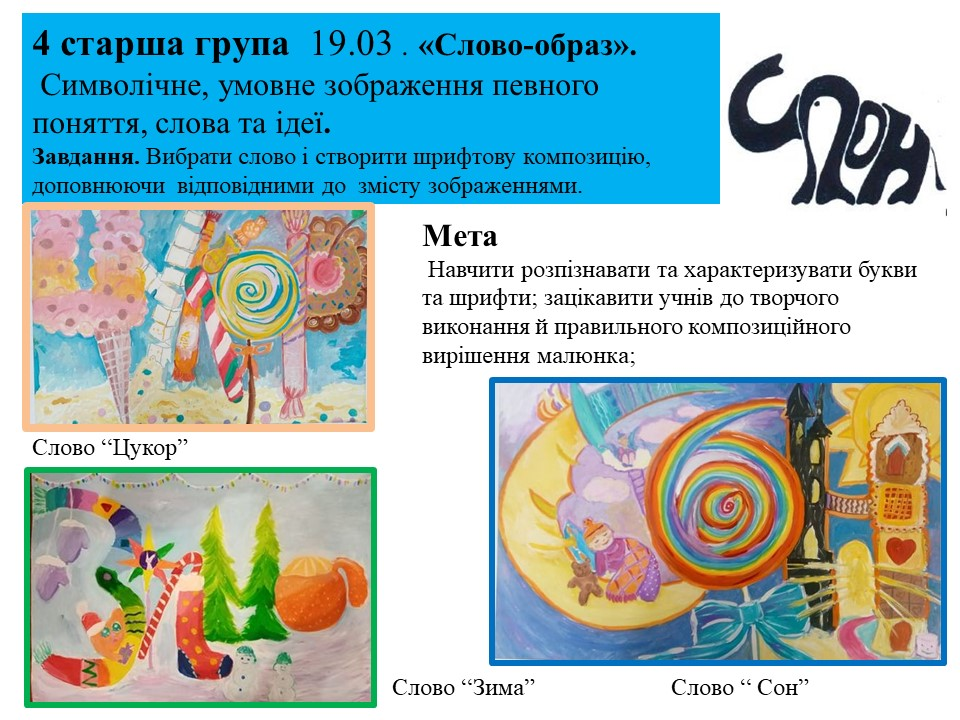 4 старша група 19.03 . «Слово-образ».
Символічне, умовне зображення певного
поняття, слова та ідеї.
Завдання. Вибрати слово і створити шрифтову композицію,
доповнюючи відповідними до змісту зображеннями.
СЛОН
Мета
Навчити розпізнавати та характеризувати букви
та шрифти; зацікавити учнів до творчого
виконання й правильного композиційного
вирішення малюнка;
Слово “Цукор”
Слово “Зима”
Слово “ Сон”